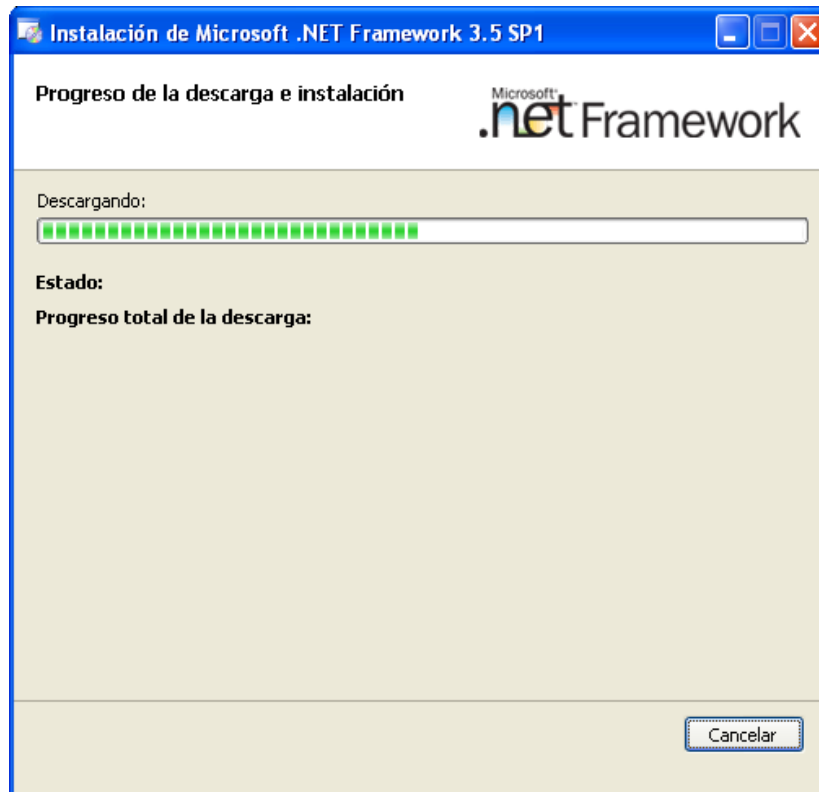 Instalación de Microsoft .NET Framework 3.5 SP1
Progreso de la descarga e instalación
Microsoft
.net Framework
Descargando:
Estado:
Progreso total de la descarga:
Cancelar